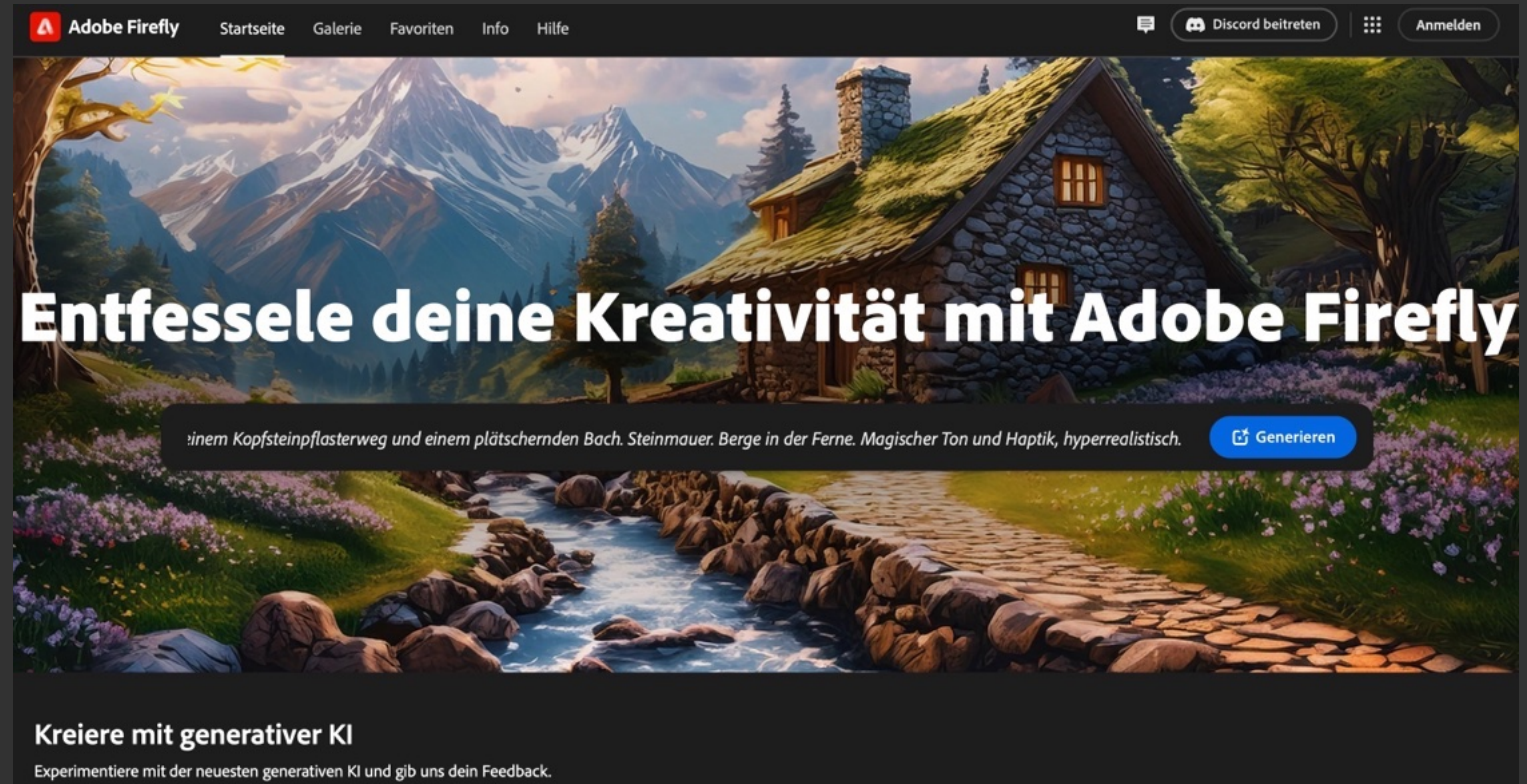 Adobe Firefly Startseite Galerie Favoriten Info Hilfe Discord beitreten Anmelden
Entfessele deine Kreativität mit Adobe Firefly
einem Kopfsteinpflasterweg und einem plätschernden Bach. Steinmauer. Berge in der Ferne. Magischer Ton und Haptik, hyperrealistisch. Generieren
Kreiere mit generativer KI
Experimentiere mit der neuesten generativen KI und gib uns dein Feedback.